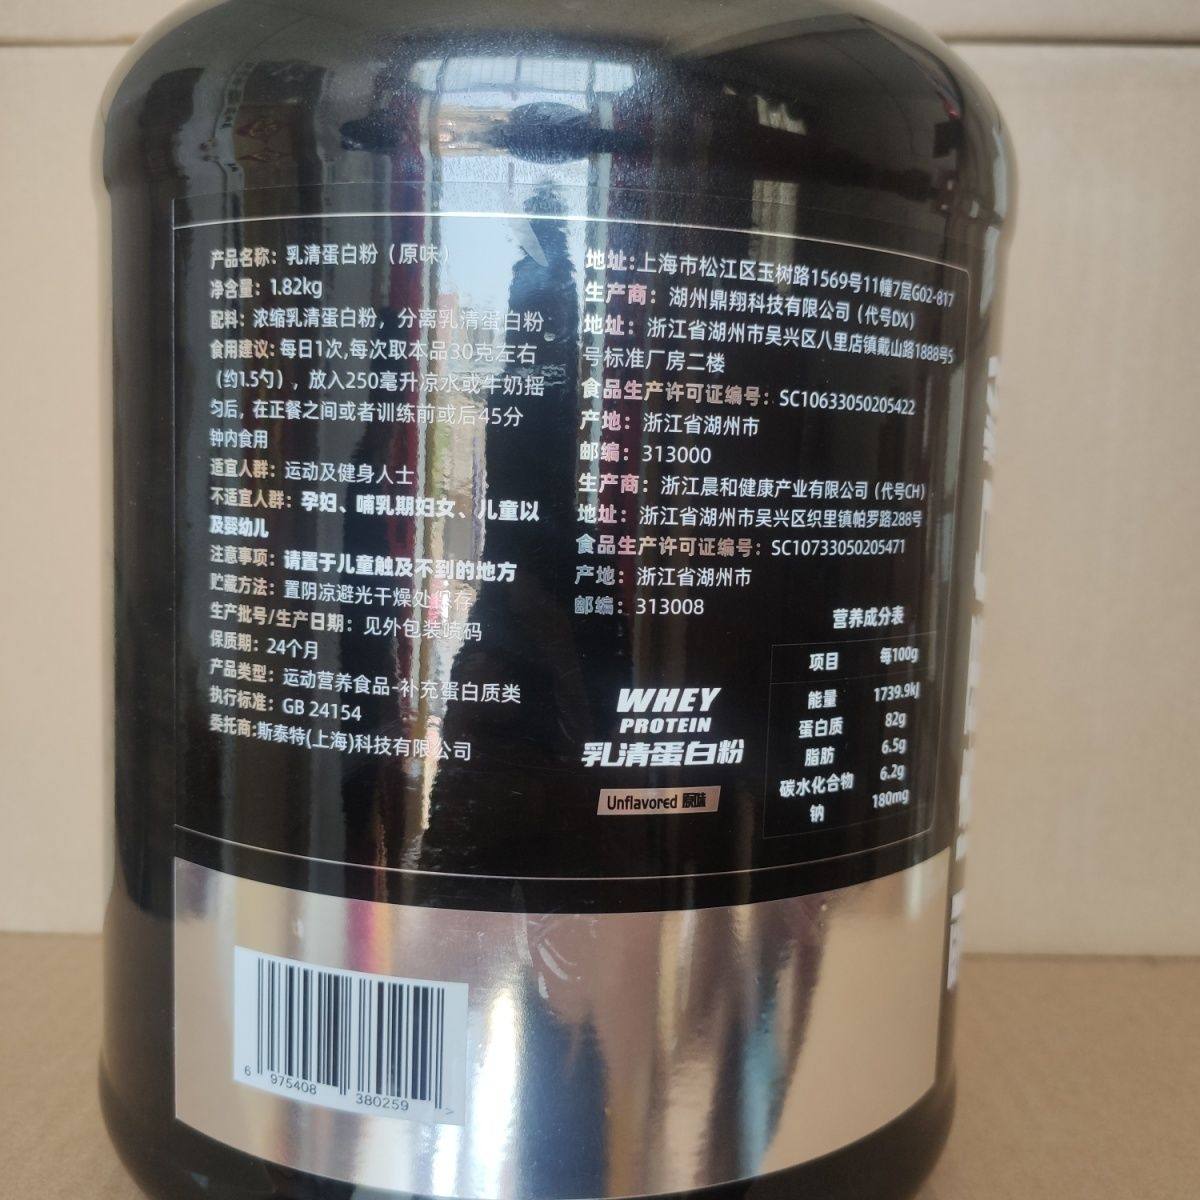 产品名称：乳清蛋白粉（原味）
净含量：1.82kg
配料：浓缩乳清蛋白粉，分离乳清蛋白粉
食用建议：每日1次,每次取本品30克左右
（约1.5勺），放入250毫升凉水或牛奶摇
匀后，在正餐之间或者训练前或后45分
钟内食用
适宜人群：运动及健身人士
不适宜人群：孕妇、哺乳期妇女、儿童以
及婴幼儿
注意事项：请置于儿童触及不到的地方
贮藏方法：置阴凉避光干燥处保存
生产批号/生产日期：见外包装喷码
保质期：24个月
产品类型：运动营养食品-补充蛋白质类
执行标准：GB 24154
委托商:斯泰特(上海)科技有限公司
地址:上海市松江区玉树路1569号11幢7层G02-817
生产商：湖州鼎翔科技有限公司（代号DX）
地址：浙江省湖州市吴兴区八里店镇戴山路1888号5
号标准厂房二楼
食品生产许可证编号：SC10633050205422
产地：浙江省湖州市
邮编：313000
生产商：浙江晨和健康产业有限公司（代号CH）
地址：浙江省湖州市吴兴区织里镇帕罗路288号
食品生产许可证编号：SC10733050205471
产地：浙江省湖州市
邮编：313008
营养成分表
项目 每100g
能量 1739.9kJ
蛋白质 82g
脂肪 6.5g
碳水化合物 6.2g
钠 180mg
WHEY
PROTEIN
乳清蛋白粉
Unflavored 原味
6 975408 380259 >